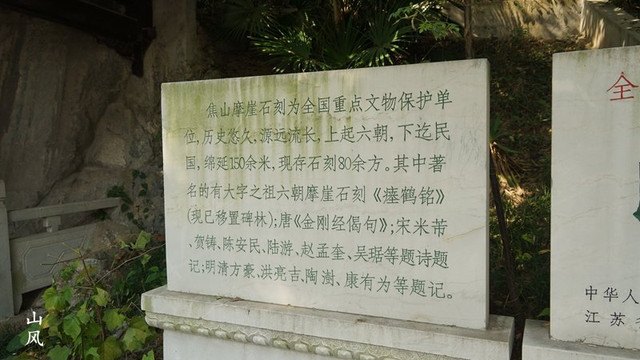 焦山摩崖石刻为全国重点文物保护单
位,历史悠久,源远流长,上起六朝,下迄民
国,绵延150余米,现存石刻80余方。其中著
名的有大字之祖六朝摩崖石刻《瘗鹤铭》
(现已移置碑林);唐《金刚经偈句》;宋米芾
、贺铸、陈安民、陆游、赵孟奎、吴琚等题诗题
记;明清方豪、洪亮吉、陶澍、康有为等题记。
全
中华人
江苏
山风